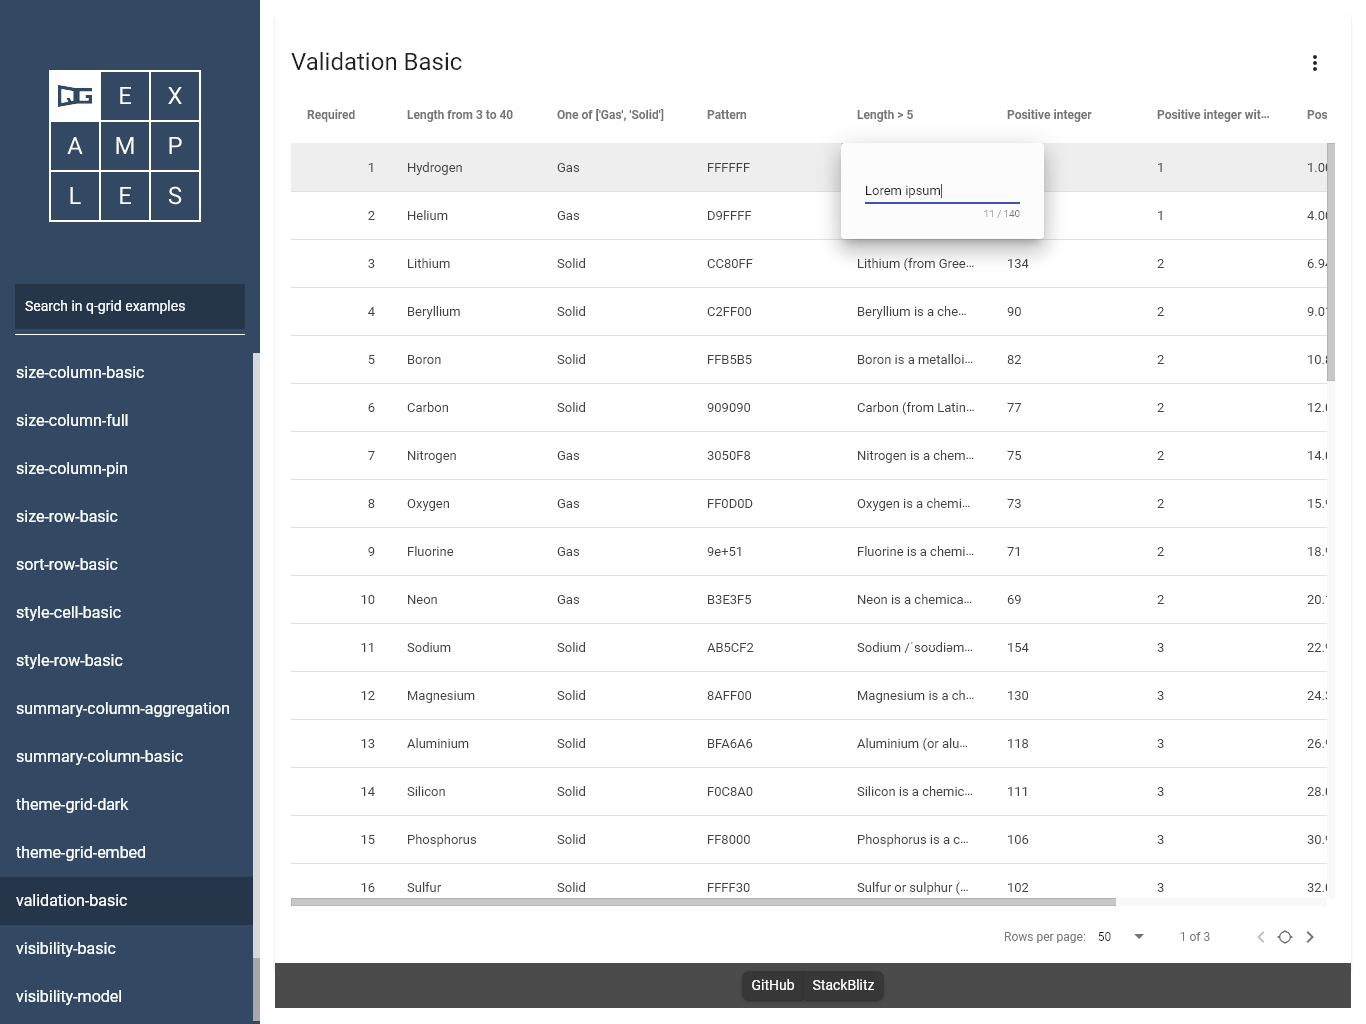 QG E X
A M P
L E S
Search in q-grid examples
size-column-basic
size-column-full
size-column-pin
size-row-basic
sort-row-basic
style-cell-basic
style-row-basic
summary-column-aggregation
summary-column-basic
theme-grid-dark
theme-grid-embed
validation-basic
visibility-basic
visibility-model
Validation Basic
Required Length from 3 to 40 One of ['Gas', 'Solid'] Pattern Length > 5 Positive integer Positive integer wit... Pos
1 Hydrogen Gas FFFFFF 1 1.00
Lorem ipsum
11 / 140
2 Helium Gas D9FFFF 1 4.00
3 Lithium Solid CC80FF Lithium (from Gree... 134 2 6.94
4 Beryllium Solid C2FF00 Beryllium is a che... 90 2 9.01
5 Boron Solid FFB5B5 Boron is a metalloi... 82 2 10.8
6 Carbon Solid 909090 Carbon (from Latin... 77 2 12.0
7 Nitrogen Gas 3050F8 Nitrogen is a chem... 75 2 14.0
8 Oxygen Gas FF0D0D Oxygen is a chemi... 73 2 15.9
9 Fluorine Gas 9e+51 Fluorine is a chemi... 71 2 18.9
10 Neon Gas B3E3F5 Neon is a chemica... 69 2 20.1
11 Sodium Solid AB5CF2 Sodium /ˈsoʊdiəm... 154 3 22.9
12 Magnesium Solid 8AFF00 Magnesium is a ch... 130 3 24.3
13 Aluminium Solid BFA6A6 Aluminium (or alu... 118 3 26.9
14 Silicon Solid F0C8A0 Silicon is a chemic... 111 3 28.0
15 Phosphorus Solid FF8000 Phosphorus is a c... 106 3 30.9
16 Sulfur Solid FFFF30 Sulfur or sulphur (... 102 3 32.0
Rows per page: 50 1 of 3
GitHub StackBlitz